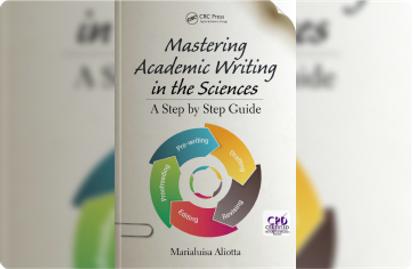 CRC Press
Mastering
Academic Writing
in the Sciences
A Step by Step Guide
Pre-writing
Drafting
Revising
Editing
Proofreading
CPD
CERTIFIED
Marialuisa Aliotta